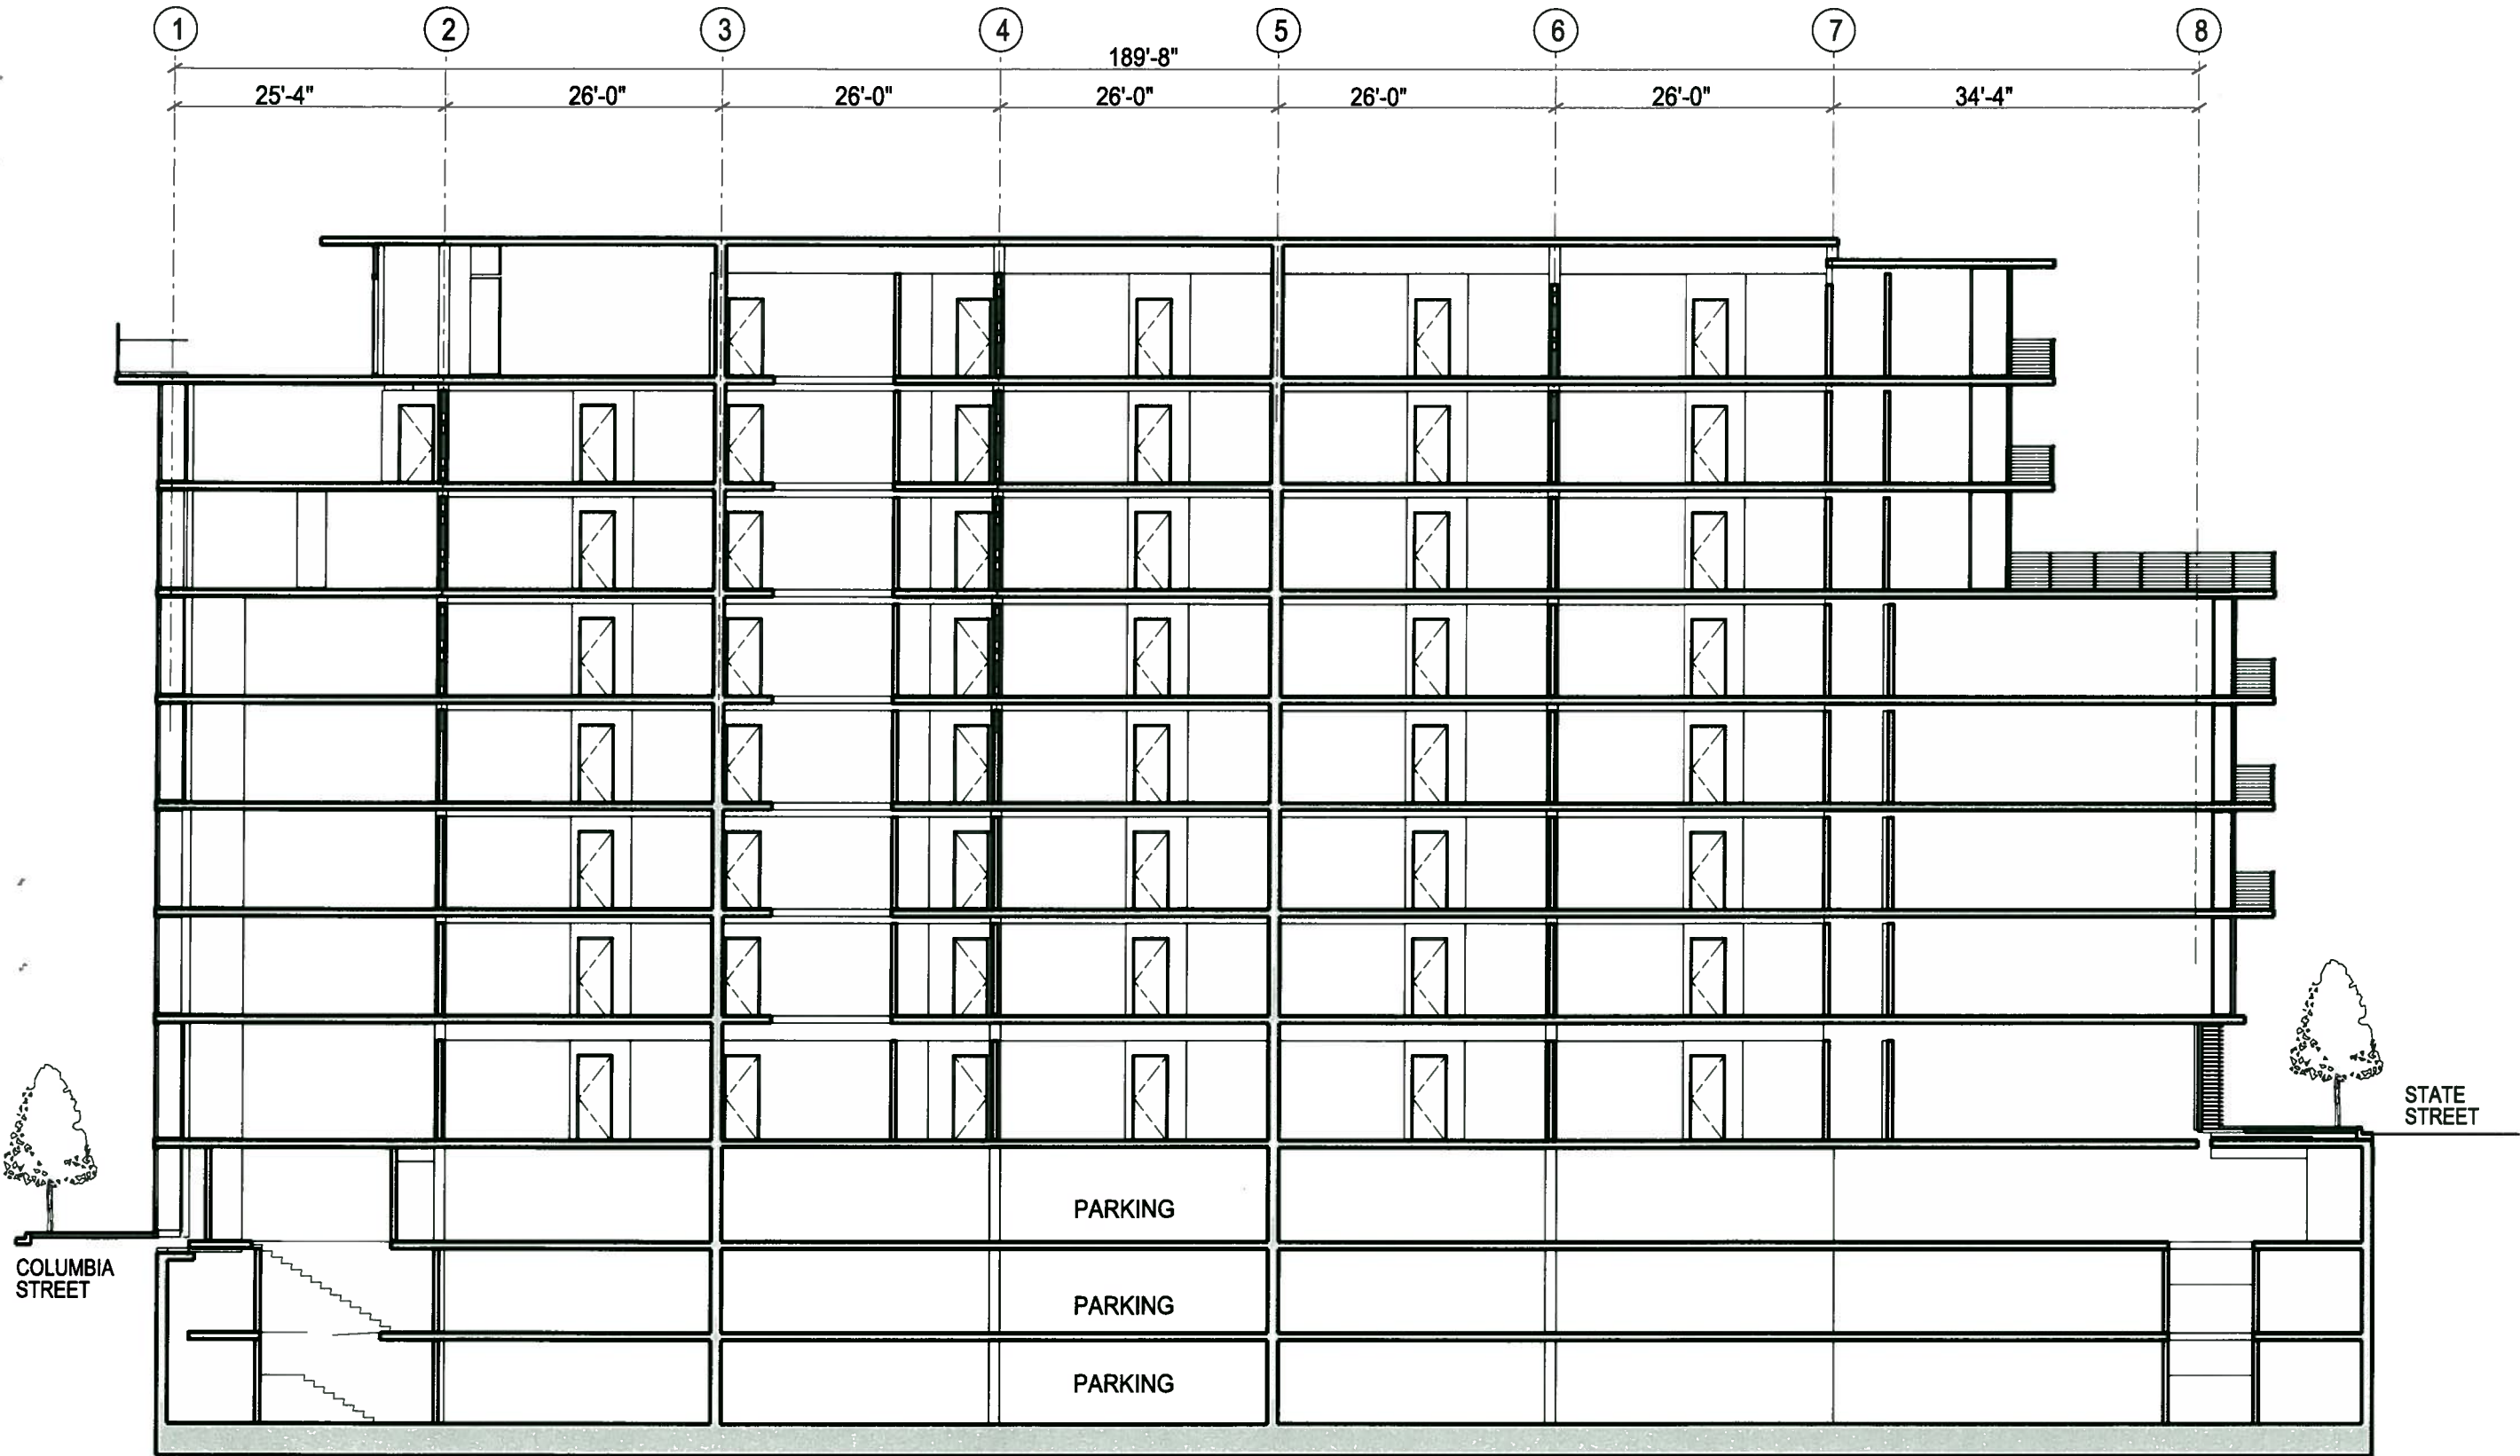 1 2 3 4 5 6 7 8
189'-8"
25'-4" 26'-0" 26'-0" 26'-0" 26'-0" 26'-0" 34'-4"
STATE
STREET
PARKING
COLUMBIA
STREET
PARKING
PARKING